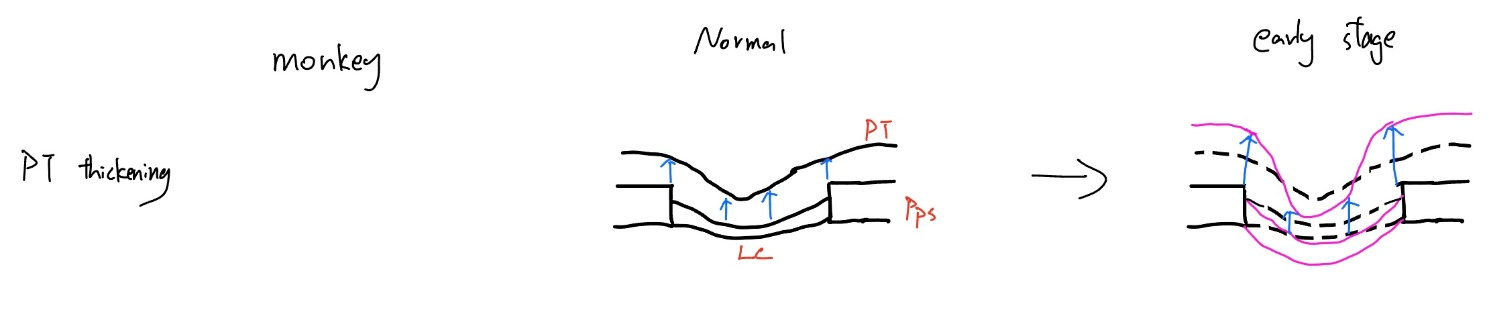 monkey
Normal
early stage
PT thickening
PT
PPS
LC